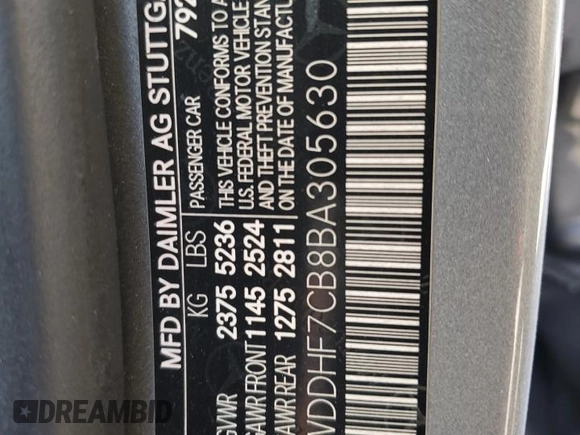 MFD BY DAIMLER AG STUTTG
792
KG LBS PASSENGER CAR
GVWR 2375 5236 THIS VEHICLE CONFORMS TO A
GAWR FRONT 1145 2524 U.S. FEDERAL MOTOR VEHICLE
GAWR REAR 1275 2811 AND THEFT PREVENTION STAN
ON THE DATE OF MANUFACTUR
WDDHF7CB8BA305630
DREAMBID